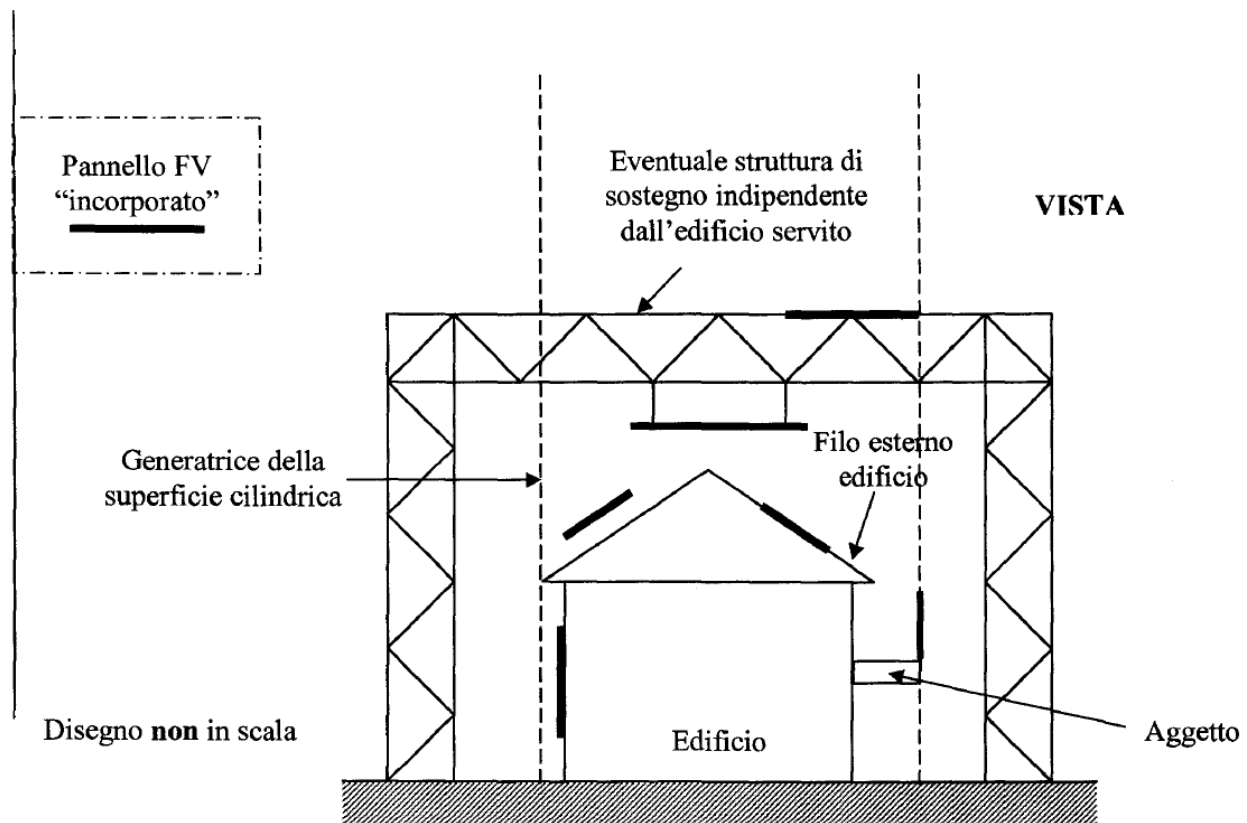 Pannello FV
“incorporato”
Eventuale struttura di
sostegno indipendente
dall’edificio servito
VISTA
Generatrice della
superficie cilindrica
Filo esterno
edificio
Disegno non in scala
Edificio
Aggetto